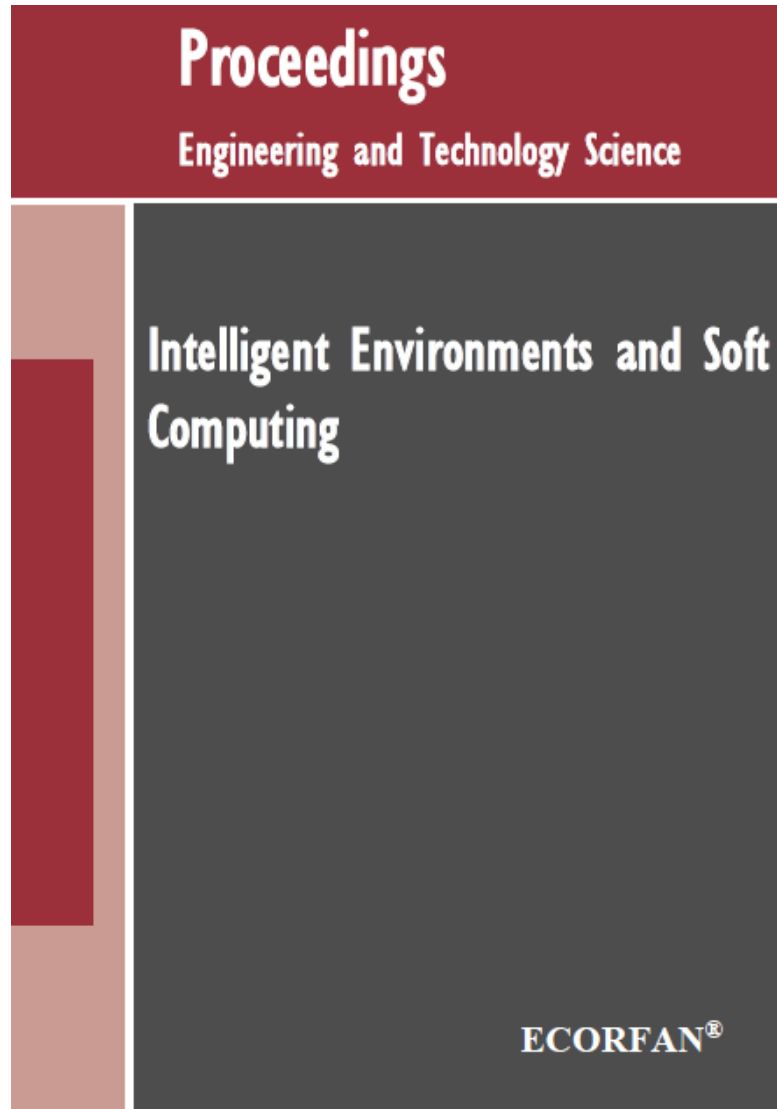 Proceedings
Engineering and Technology Science
Intelligent Environments and Soft
Computing
ECORFAN®